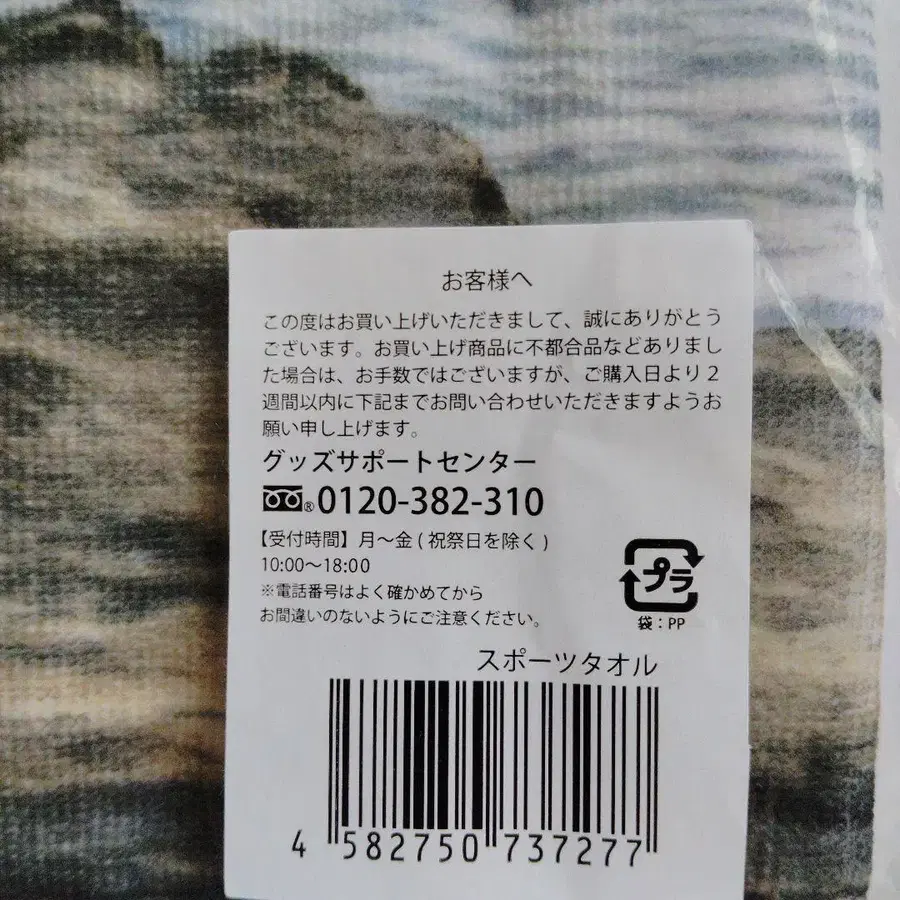 お客様へ
この度はお買い上げいただきまして、誠にありがとう
ございます。お買い上げ商品に不都合品などありまし
た場合は、お手数ではございますが、ご購入日より２
週間以内に下記までお問い合わせいただきますようお
願い申し上げます。
グッズサポートセンター
® 0120-382-310
【受付時間】月～金 ( 祝祭日を除く )
10:00～18:00
※電話番号はよく確かめてから
お間違いのないようにご注意ください。
プラ
袋：PP
スポーツタオル
4 582750 737277